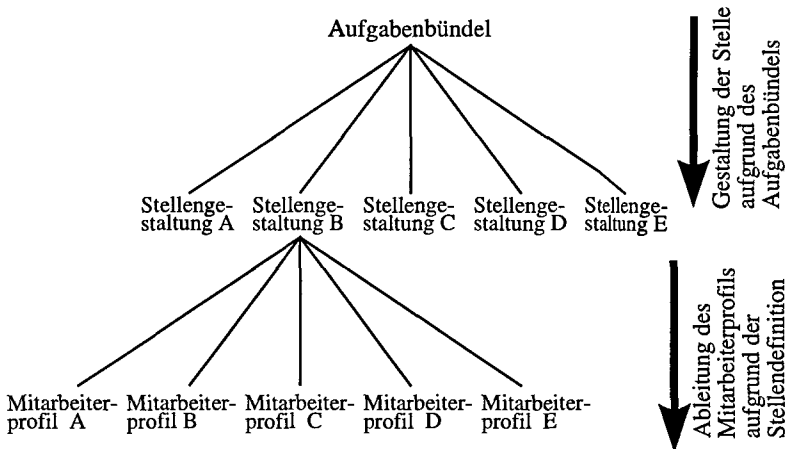 Aufgabenbündel
Stellenge-
staltung A
Stellenge-
staltung B
Stellenge-
staltung C
Stellenge-
staltung D
Stellenge-
staltung E
Gestaltung der Stelle
aufgrund des
Aufgabenbündels
Mitarbeiter-
profil A
Mitarbeiter-
profil B
Mitarbeiter-
profil C
Mitarbeiter-
profil D
Mitarbeiter-
profil E
Ableitung des
Mitarbeiterprofils
aufgrund der
Stellendefinition